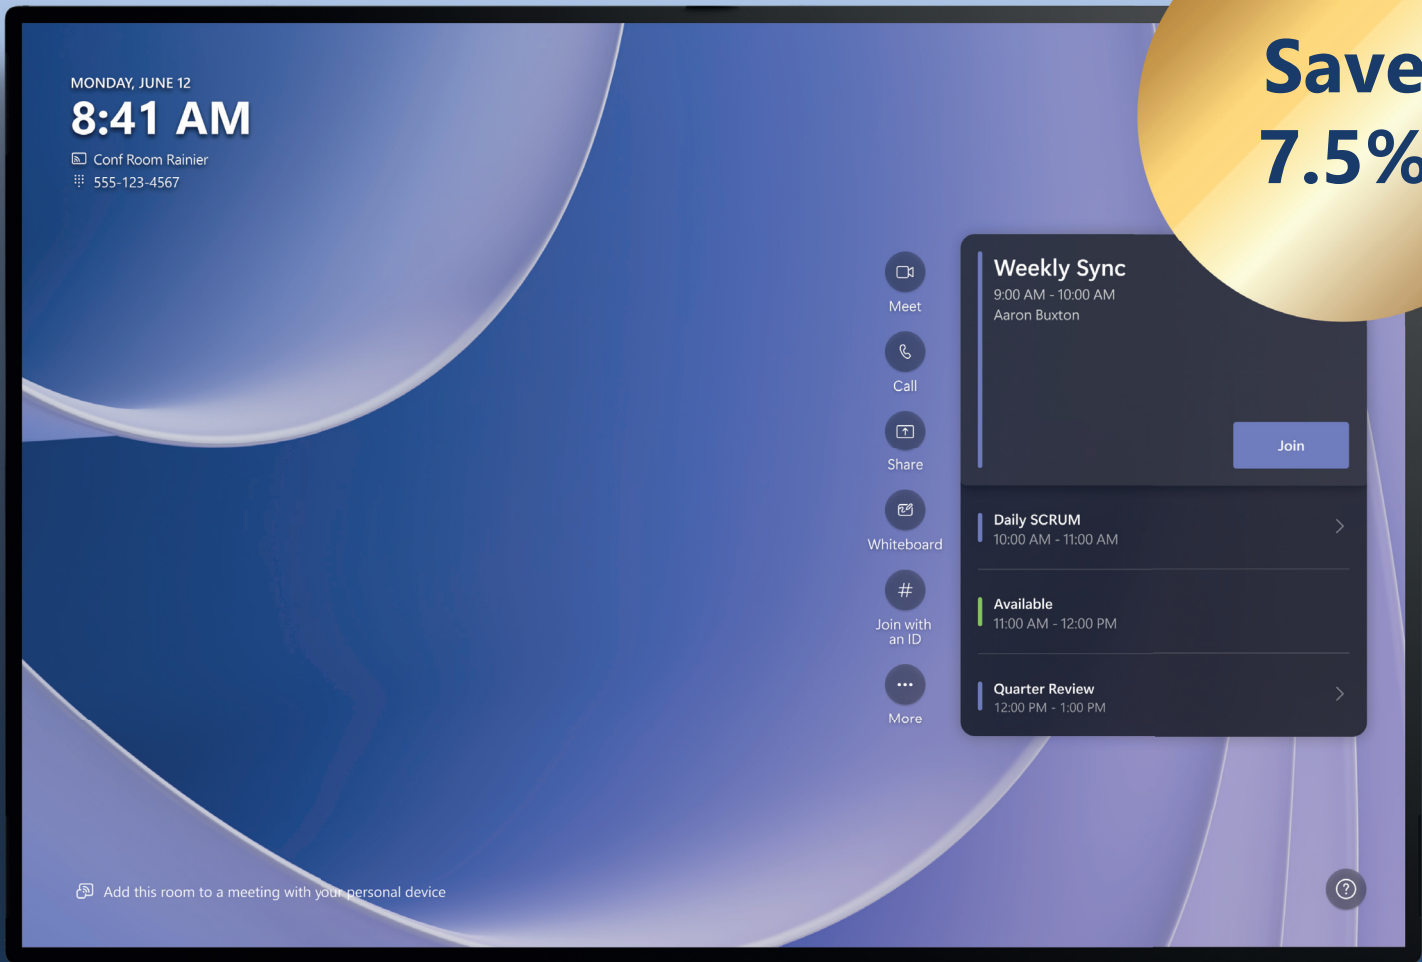 MONDAY, JUNE 12
8:41 AM
Conf Room Rainier
555-123-4567
Save
7.5%
Meet
Call
Share
Whiteboard
Join with
an ID
More
Weekly Sync
9:00 AM - 10:00 AM
Aaron Buxton
Join
Daily SCRUM
10:00 AM - 11:00 AM
Available
11:00 AM - 12:00 PM
Quarter Review
12:00 PM - 1:00 PM
Add this room to a meeting with your personal device